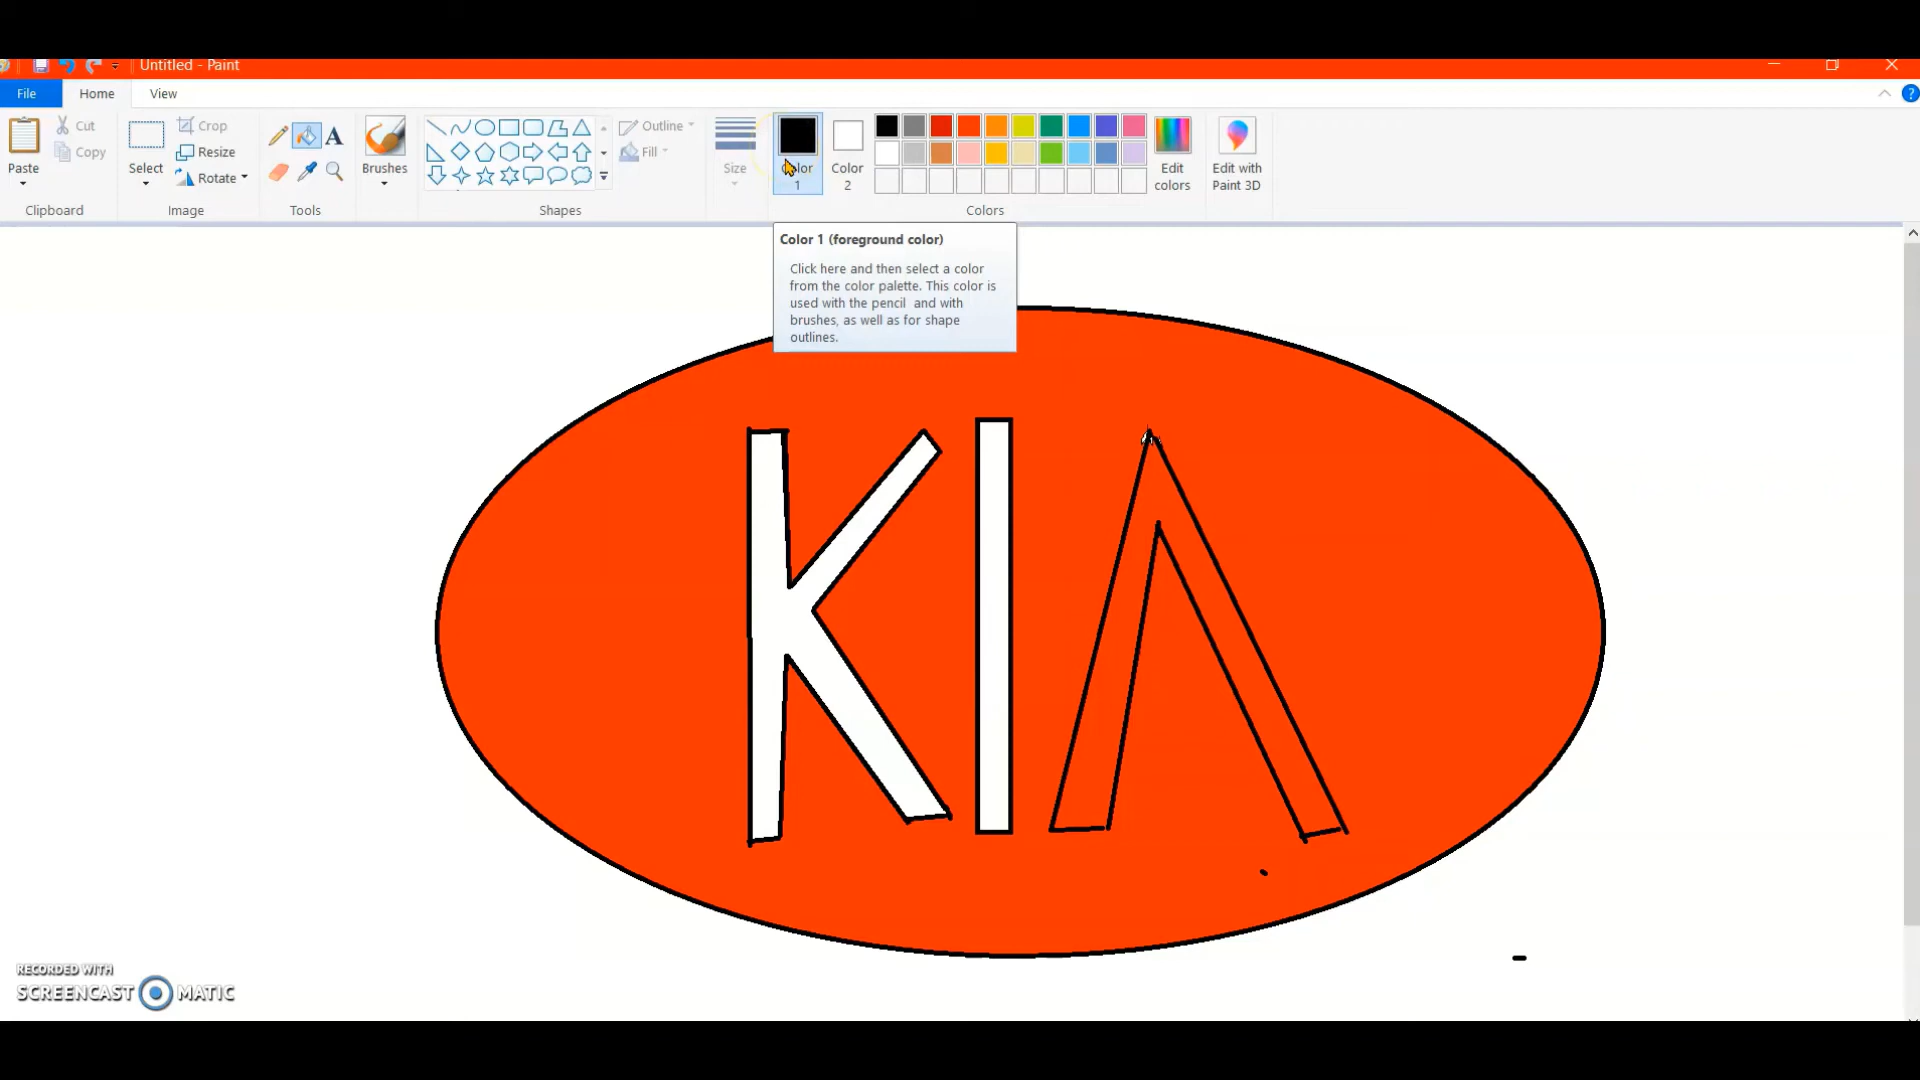 Untitled - Paint
File Home View
Paste
Cut
Copy
Clipboard
Select
Crop
Resize
Rotate
Image
Tools
A
Brushes
Shapes
Outline
Fill
Size
Color 1
Color 2
Edit colors
Colors
Edit with Paint 3D
?
Color 1 (foreground color)
Click here and then select a color
from the color palette. This color is
used with the pencil and with
brushes, as well as for shape
outlines.
KIA
RECORDED WITH
SCREENCAST MATIC